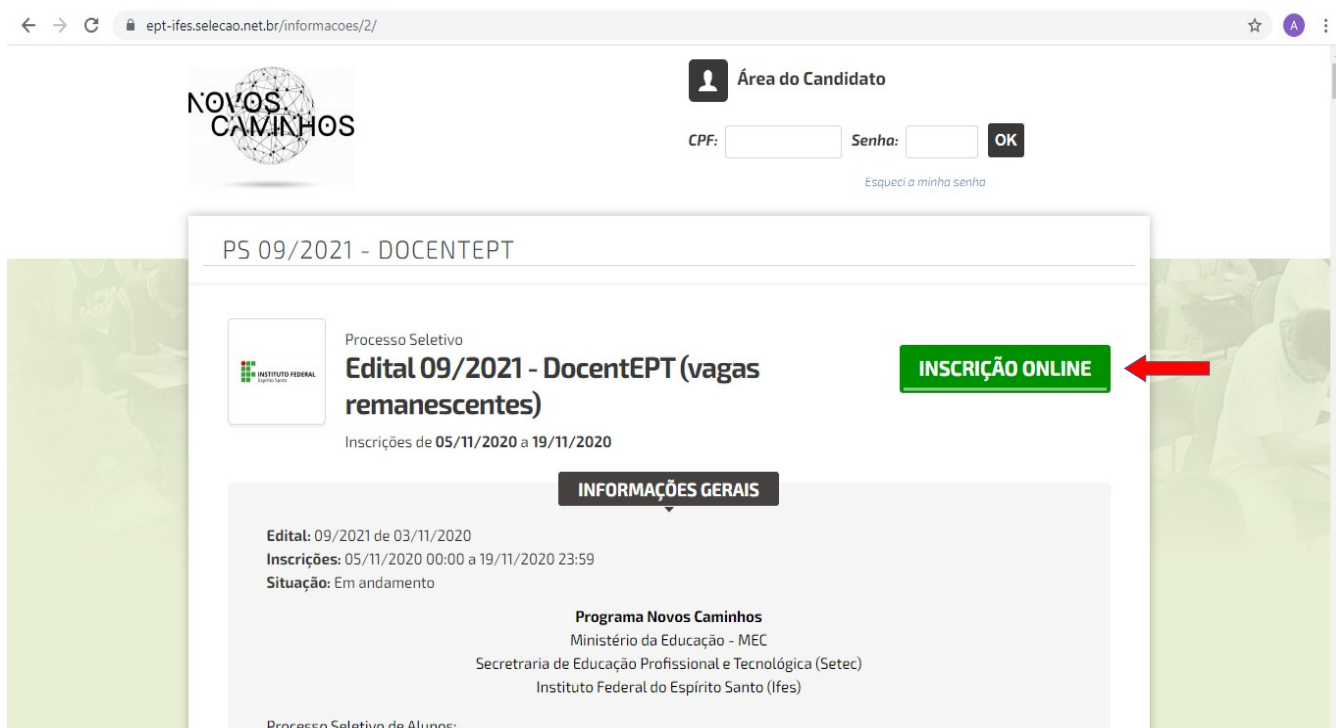 ept-ifes.selecao.net.br/informacoes/2/
A
NOVOS
CAMINHOS
Área do Candidato
CPF:
Senha:
OK
Esqueci a minha senha
PS 09/2021 - DOCENTEPT
INSTITUTO FEDERAL
Espírito Santo
Processo Seletivo
Edital 09/2021 - DocentEPT (vagas
remanescentes)
Inscrições de 05/11/2020 a 19/11/2020
INSCRIÇÃO ONLINE
INFORMAÇÕES GERAIS
Edital: 09/2021 de 03/11/2020
Inscrições: 05/11/2020 00:00 a 19/11/2020 23:59
Situação: Em andamento
Programa Novos Caminhos
Ministério da Educação - MEC
Secretraria de Educação Profissional e Tecnológica (Setec)
Instituto Federal do Espírito Santo (Ifes)
Processo Seletivo de Alunos: